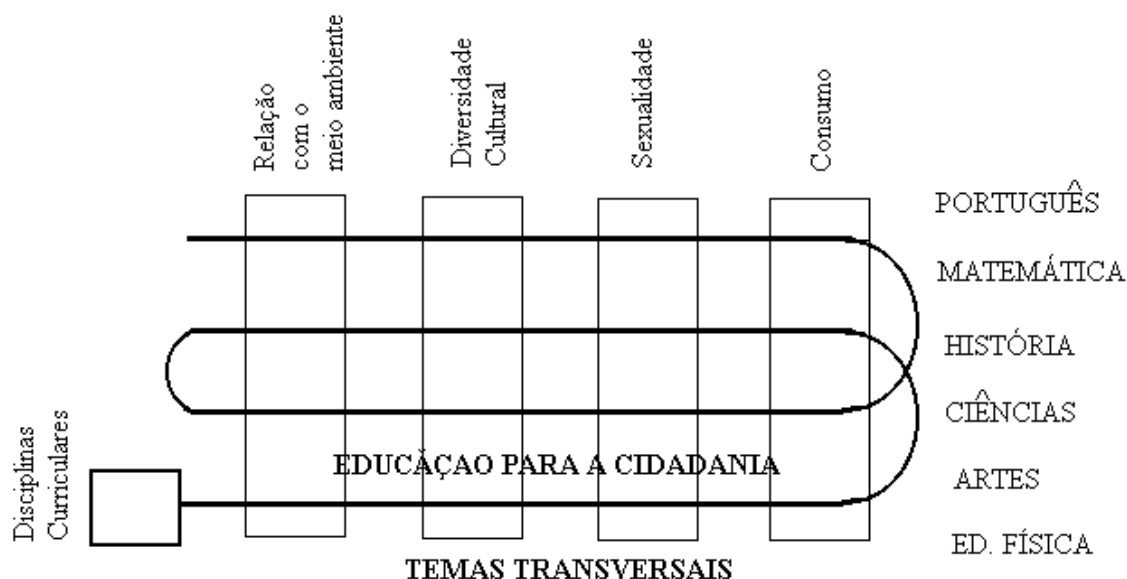 Relação
com o
meio ambiente
Diversidade
Cultural
Sexualidade
Consumo
PORTUGUÊS
MATEMÁTICA
HISTÓRIA
CIÊNCIAS
ARTES
ED. FÍSICA
Disciplinas
Curriculares
EDUCÃÇAO PARA A CIDADANIA
TEMAS TRANSVERSAIS